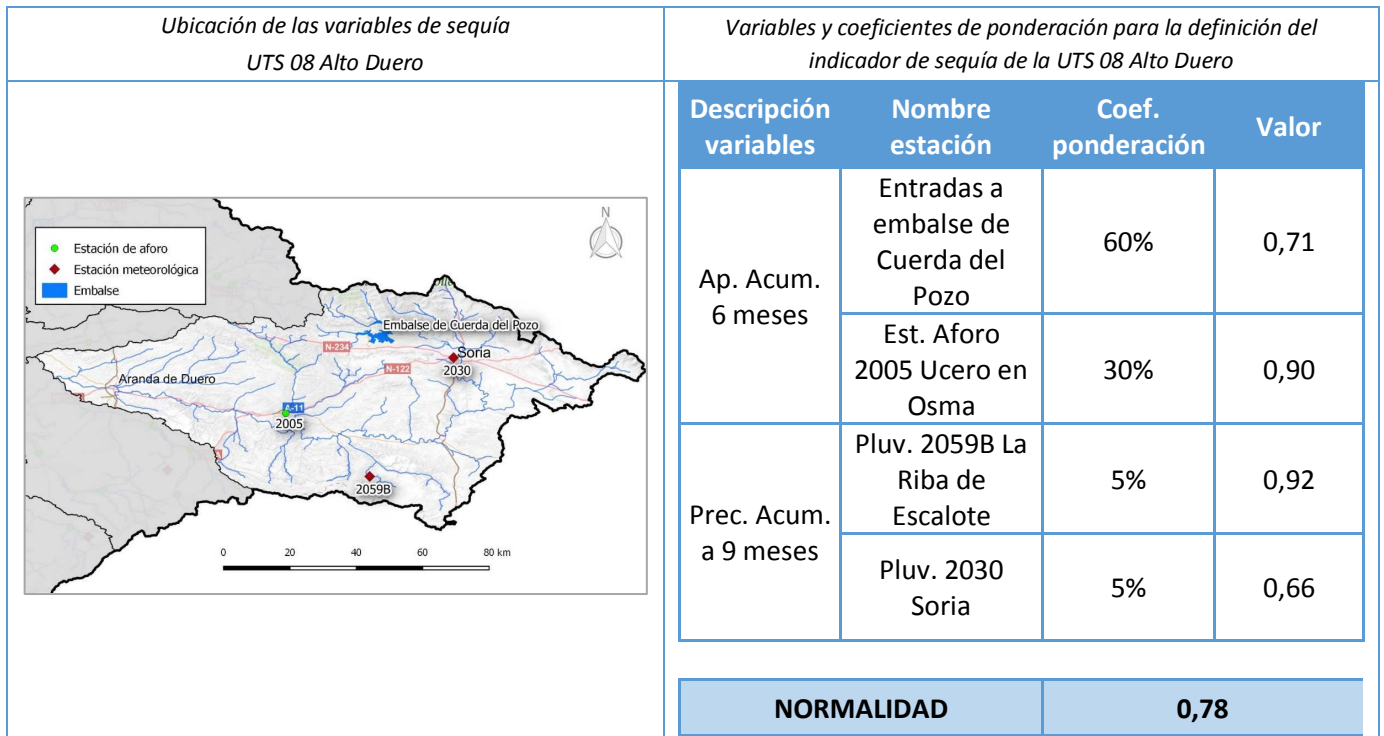 Ubicación de las variables de sequía
UTS 08 Alto Duero
Variables y coeficientes de ponderación para la definición del
indicador de sequía de la UTS 08 Alto Duero
N
Estación de aforo
Estación meteorológica
Embalse
Embalse de Cuerda del Pozo
N-234
Soria
2030
N-122
Aranda de Duero
A-11
2005
2059B
0 20 40 60 80 km
Descripción
variables
Nombre
estación
Coef.
ponderación
Valor
Ap. Acum.
6 meses
Entradas a
embalse de
Cuerda del
Pozo
60%
0,71
Est. Aforo
2005 Ucero en
Osma
30%
0,90
Prec. Acum.
a 9 meses
Pluv. 2059B La
Riba de
Escalote
5%
0,92
Pluv. 2030
Soria
5%
0,66
NORMALIDAD 0,78